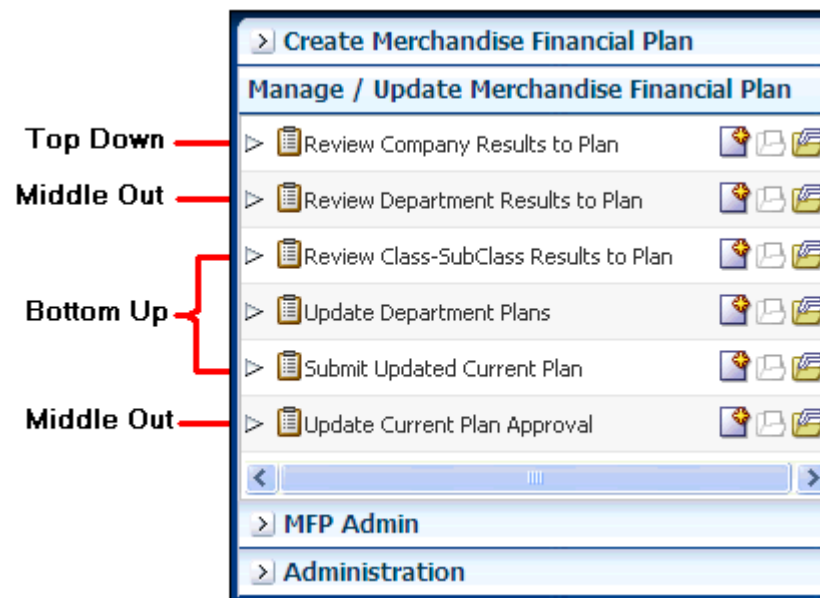 Create Merchandise Financial Plan
Manage / Update Merchandise Financial Plan
Top Down Review Company Results to Plan
Middle Out Review Department Results to Plan
Review Class-SubClass Results to Plan
Bottom Up Update Department Plans
Submit Updated Current Plan
Middle Out Update Current Plan Approval
MFP Admin
Administration